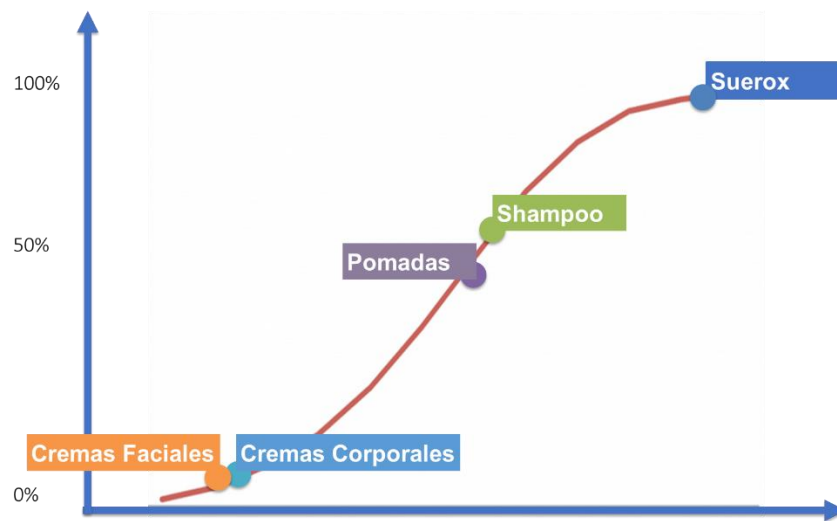 Suerox
100%
Shampoo
50%
Pomadas
Cremas Faciales
Cremas Corporales
0%